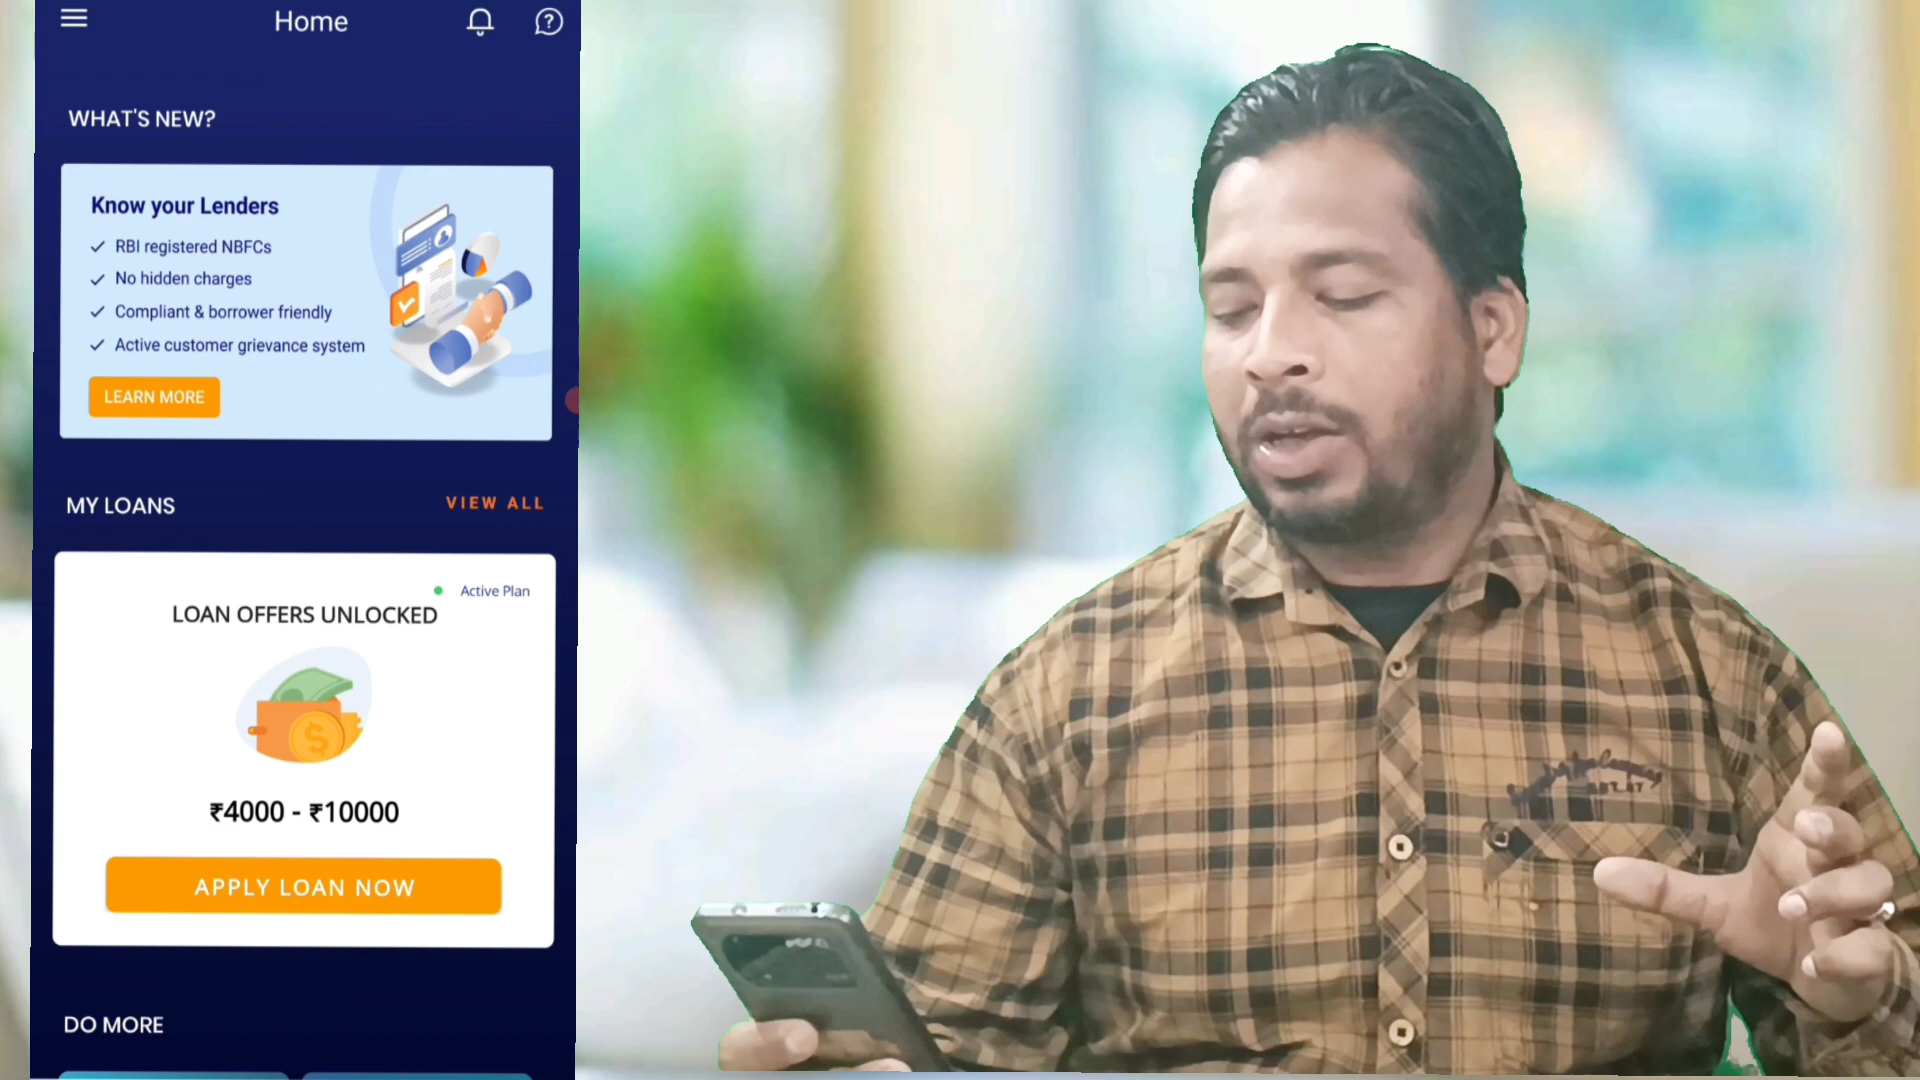 Home
WHAT'S NEW?
Know your Lenders
RBI registered NBFCs
No hidden charges
Compliant & borrower friendly
Active customer grievance system
LEARN MORE
MY LOANS
VIEW ALL
Active Plan
LOAN OFFERS UNLOCKED
₹4000 - ₹10000
APPLY LOAN NOW
DO MORE